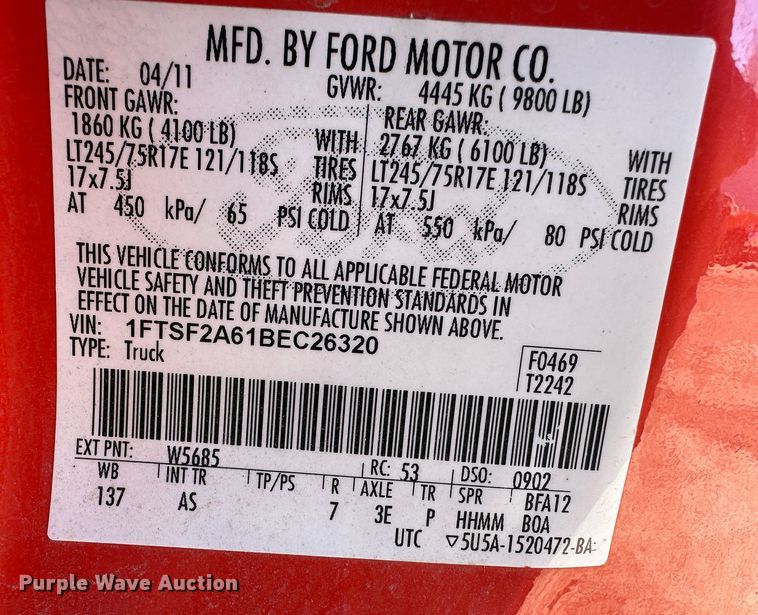 MFD. BY FORD MOTOR CO.
DATE: 04/11 GVWR: 4445 KG ( 9800 LB)
FRONT GAWR: REAR GAWR:
1860 KG ( 4100 LB) WITH 2767 KG ( 6100 LB) WITH
LT245/75R17E 121/118S TIRES LT245/75R17E 121/118S TIRES
17x7.5J RIMS 17x7.5J RIMS
AT 450 kPa/ 65 PSI COLD AT 550 kPa/ 80 PSI COLD
THIS VEHICLE CONFORMS TO ALL APPLICABLE FEDERAL MOTOR
VEHICLE SAFETY AND THEFT PREVENTION STANDARDS IN
EFFECT ON THE DATE OF MANUFACTURE SHOWN ABOVE.
VIN: 1FTSF2A61BEC26320
TYPE: Truck
F0469
T2242
EXT PNT: W5685 RC: 53 DSO: 0902
WB INT TR TP/PS R AXLE TR SPR BFA12
137 AS 7 3E P HHMM BOA
UTC ▽5U5A-1520472-BA
Purple Wave Auction